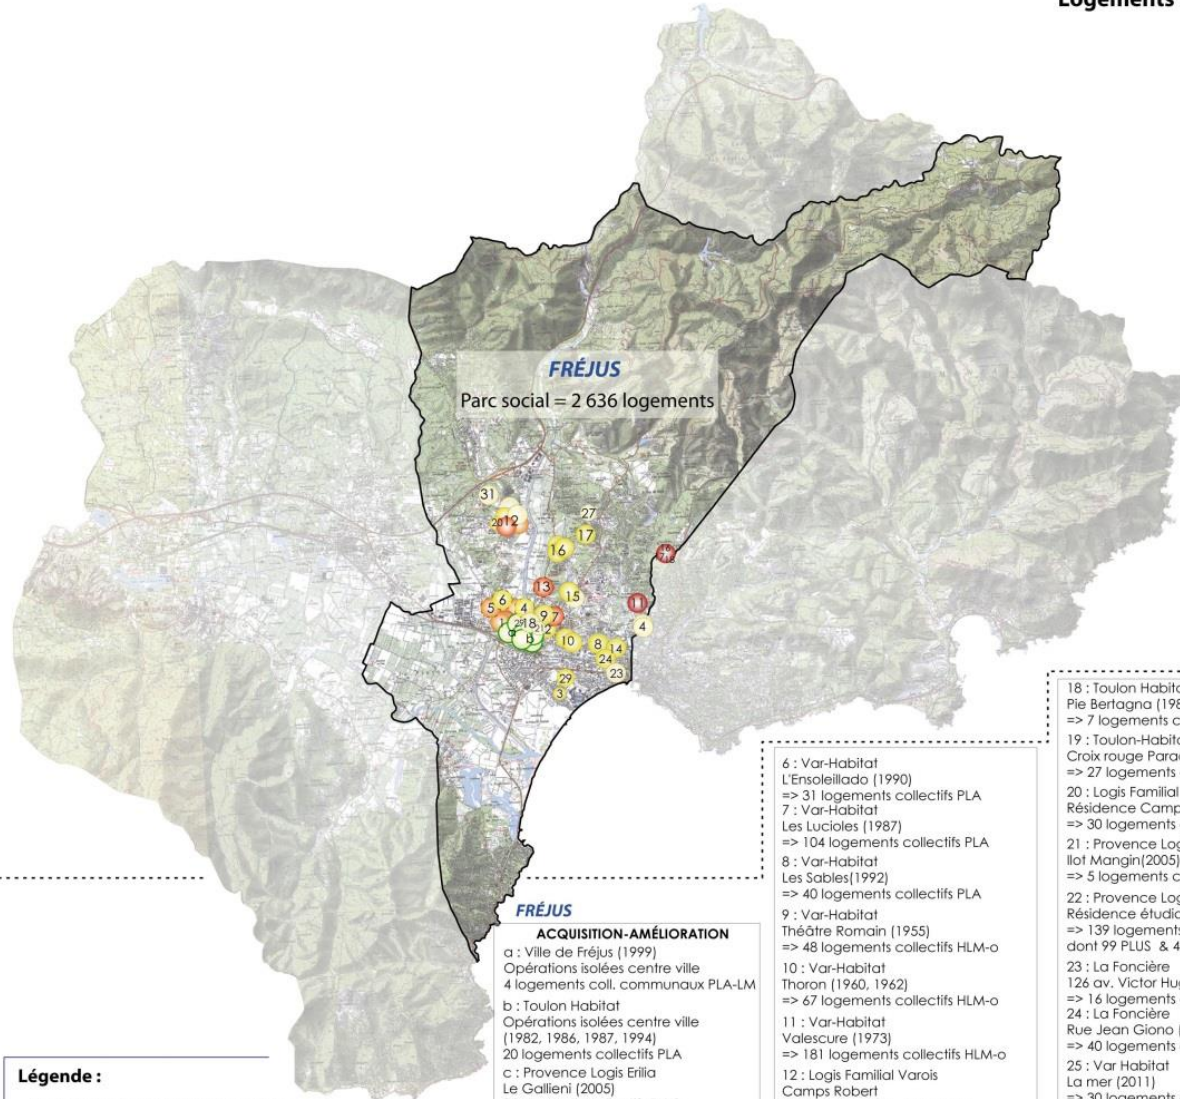 Logements
FRÉJUS
Parc social = 2 636 logements
31
20
12
27
17
16
13
15
6
5
4
9
7
18
b
10
8
14
24
23
29
3
11
4
Légende :
FRÉJUS
ACQUISITION-AMÉLIORATION
a : Ville de Fréjus (1999)
Opérations isolées centre ville
4 logements coll. communaux PLA-LM
b : Toulon Habitat
Opérations isolées centre ville
(1982, 1986, 1987, 1994)
20 logements collectifs PLA
c : Provence Logis Erilia
Le Gallieni (2005)
6 : Var-Habitat
L'Ensoleillado (1990)
=> 31 logements collectifs PLA
7 : Var-Habitat
Les Lucioles (1987)
=> 104 logements collectifs PLA
8 : Var-Habitat
Les Sables(1992)
=> 40 logements collectifs PLA
9 : Var-Habitat
Théâtre Romain (1955)
=> 48 logements collectifs HLM-o
10 : Var-Habitat
Thoron (1960, 1962)
=> 67 logements collectifs HLM-o
11 : Var-Habitat
Valescure (1973)
=> 181 logements collectifs HLM-o
12 : Logis Familial Varois
Camps Robert
18 : Toulon Habita
Pie Bertagna (198
=> 7 logements c
19 : Toulon-Habita
Croix rouge Parad
=> 27 logements
20 : Logis Familial
Résidence Camp
=> 30 logements
21 : Provence Log
Ilot Mangin(2005)
=> 5 logements c
22 : Provence Log
Résidence étudia
=> 139 logements
dont 99 PLUS & 4
23 : La Foncière
126 av. Victor Hug
=> 16 logements
24 : La Foncière
Rue Jean Giono (
=> 40 logements
25 : Var Habitat
La mer (2011)
=> 30 logements